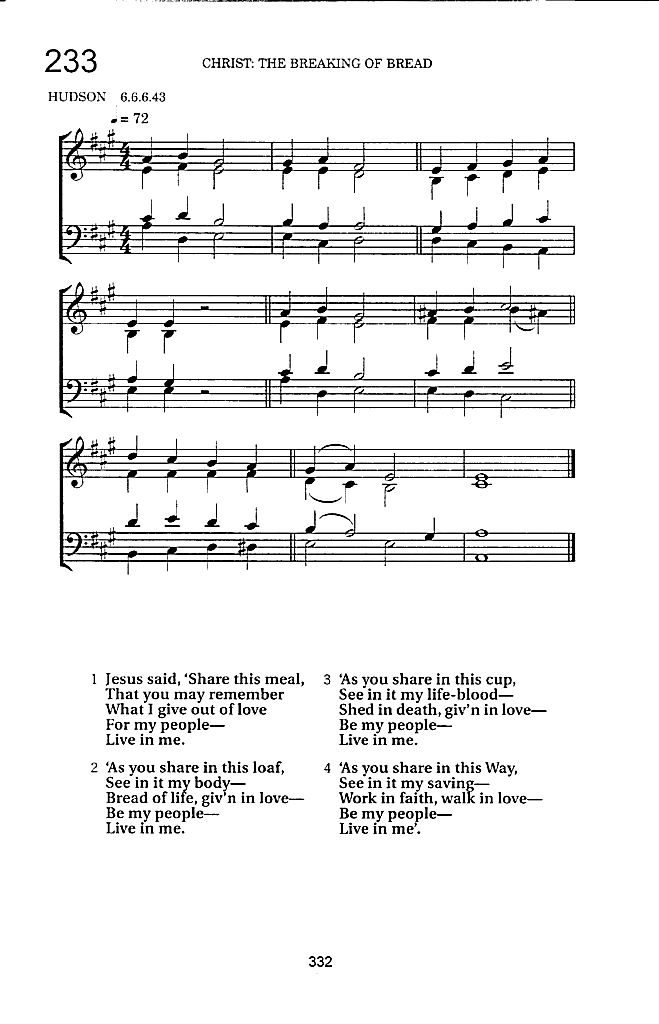 233
CHRIST: THE BREAKING OF BREAD
HUDSON 6.6.6.43
♩ = 72
1 Jesus said, ‘Share this meal,
That you may remember
What I give out of love
For my people—
Live in me.
2 ‘As you share in this loaf,
See in it my body—
Bread of life, giv’n in love—
Be my people—
Live in me.
3 ‘As you share in this cup,
See in it my life-blood—
Shed in death, giv’n in love—
Be my people—
Live in me.
4 ‘As you share in this Way,
See in it my saving—
Work in faith, walk in love—
Be my people—
Live in me’.
332